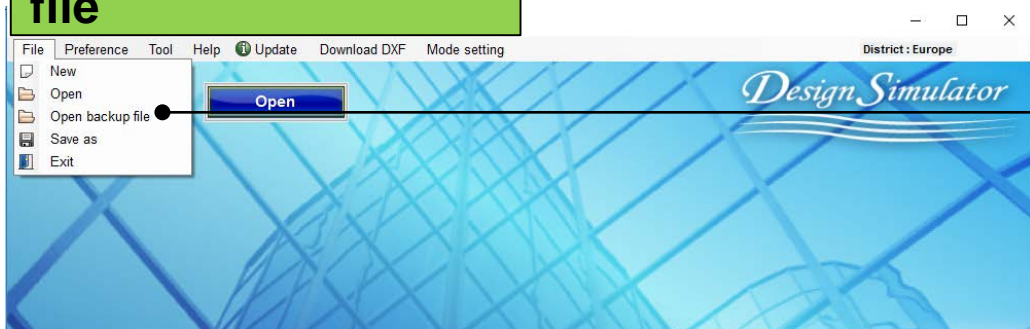 file
File Preference Tool Help Update Download DXF Mode setting District : Europe
New
Open
Open backup file
Save as
Exit
Open
Design Simulator